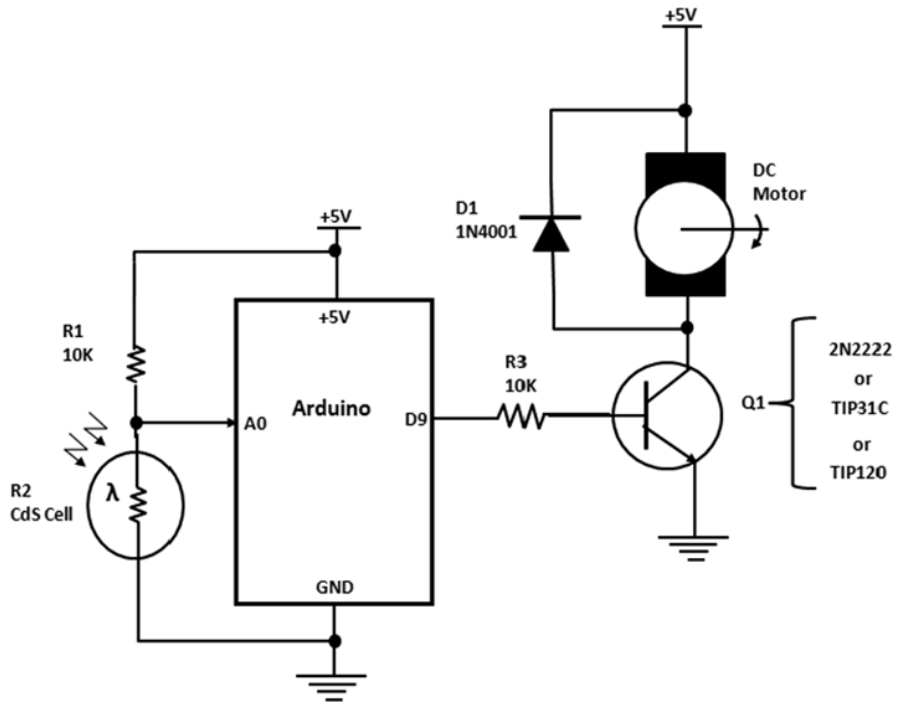 +5V
DC
Motor
D1
1N4001
+5V
+5V
R1
10K
R3
10K
2N2222
or
TIP31C
or
TIP120
Q1
Arduino
A0
D9
λ
R2
CdS Cell
GND